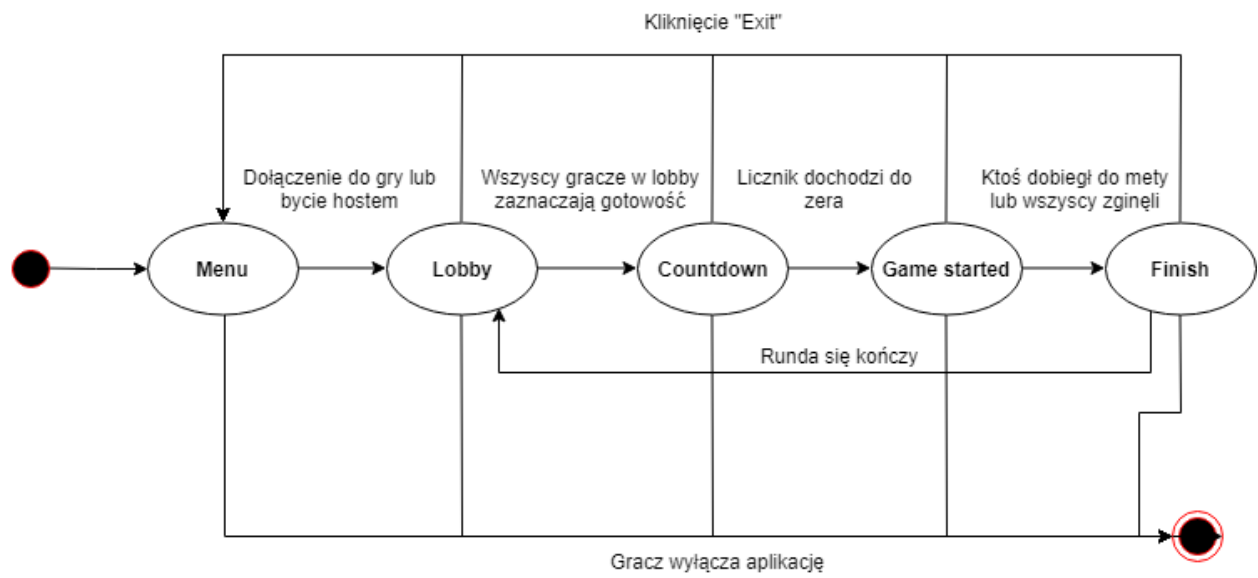 Kliknięcie "Exit"
Dołączenie do gry lub
bycie hostem
Wszyscy gracze w lobby
zaznaczają gotowość
Licznik dochodzi do
zera
Ktoś dobiegł do mety
lub wszyscy zginęli
Menu
Lobby
Countdown
Game started
Finish
Runda się kończy
Gracz wyłącza aplikację